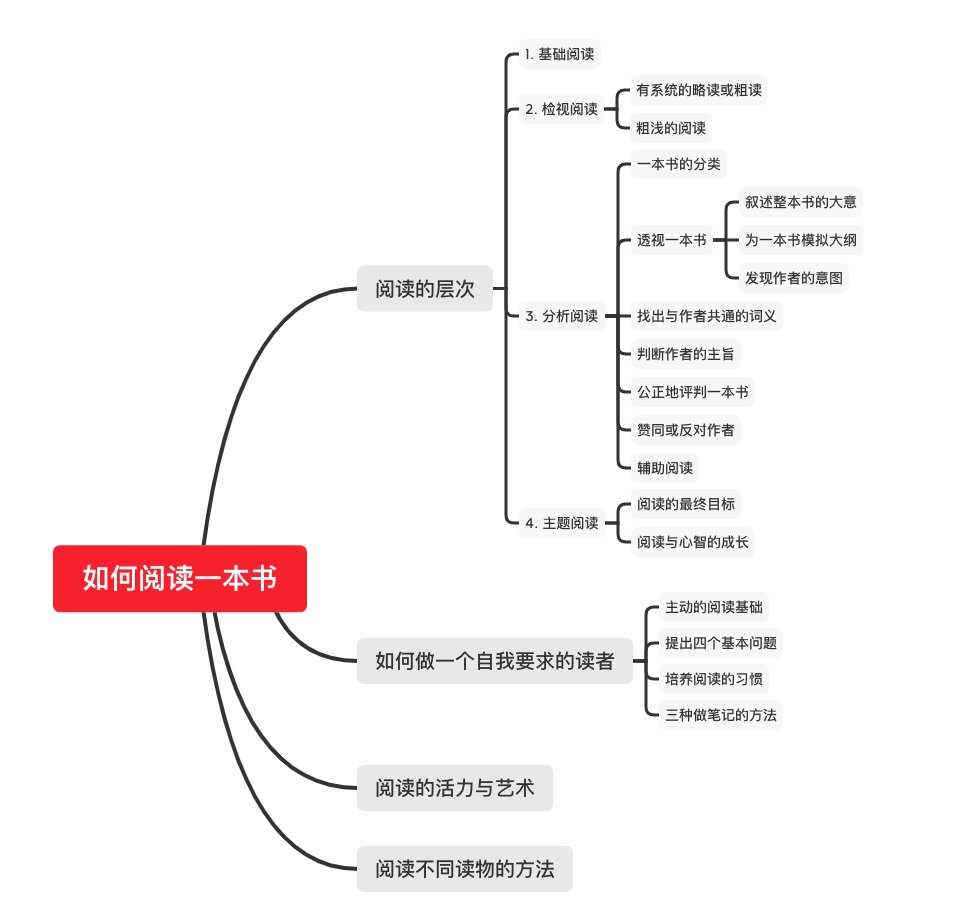 如何阅读一本书
阅读的层次
1. 基础阅读
2. 检视阅读
有系统的略读或粗读
粗浅的阅读
3. 分析阅读
一本书的分类
透视一本书
叙述整本书的大意
为一本书模拟大纲
发现作者的意图
找出与作者共通的词义
判断作者的主旨
公正地评判一本书
赞同或反对作者
辅助阅读
4. 主题阅读
阅读的最终目标
阅读与心智的成长
如何做一个自我要求的读者
主动的阅读基础
提出四个基本问题
培养阅读的习惯
三种做笔记的方法
阅读的活力与艺术
阅读不同读物的方法